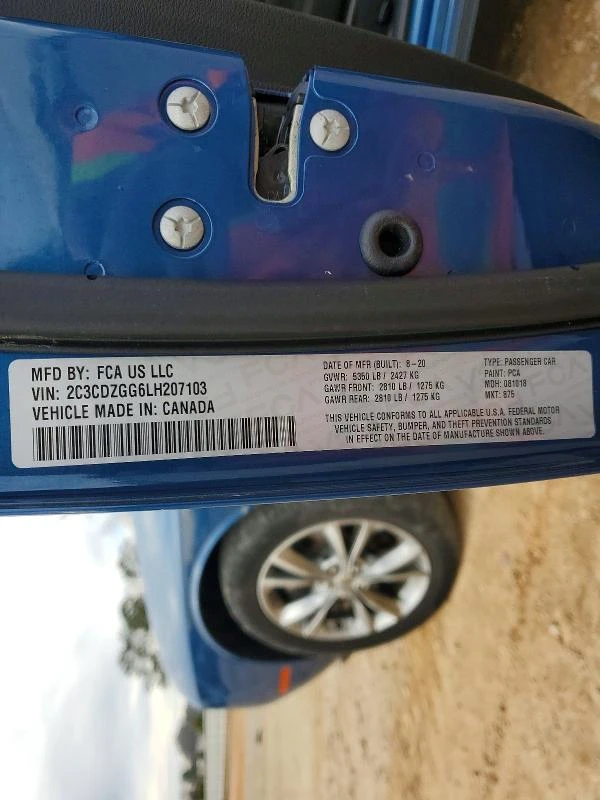 MFD BY: FCA US LLC
VIN: 2C3CDZGG6LH207103
VEHICLE MADE IN: CANADA
DATE OF MFR (BUILT): 8-20
GVWR: 5350 LB / 2427 KG
GAWR FRONT: 2810 LB / 1275 KG
GAWR REAR: 2810 LB / 1275 KG
TYPE: PASSENGER CAR
PAINT: PCA
MDH: 081018
MKT: 875
THIS VEHICLE CONFORMS TO ALL APPLICABLE U.S.A. FEDERAL MOTOR
VEHICLE SAFETY, BUMPER, AND THEFT PREVENTION STANDARDS
IN EFFECT ON THE DATE OF MANUFACTURE SHOWN ABOVE.